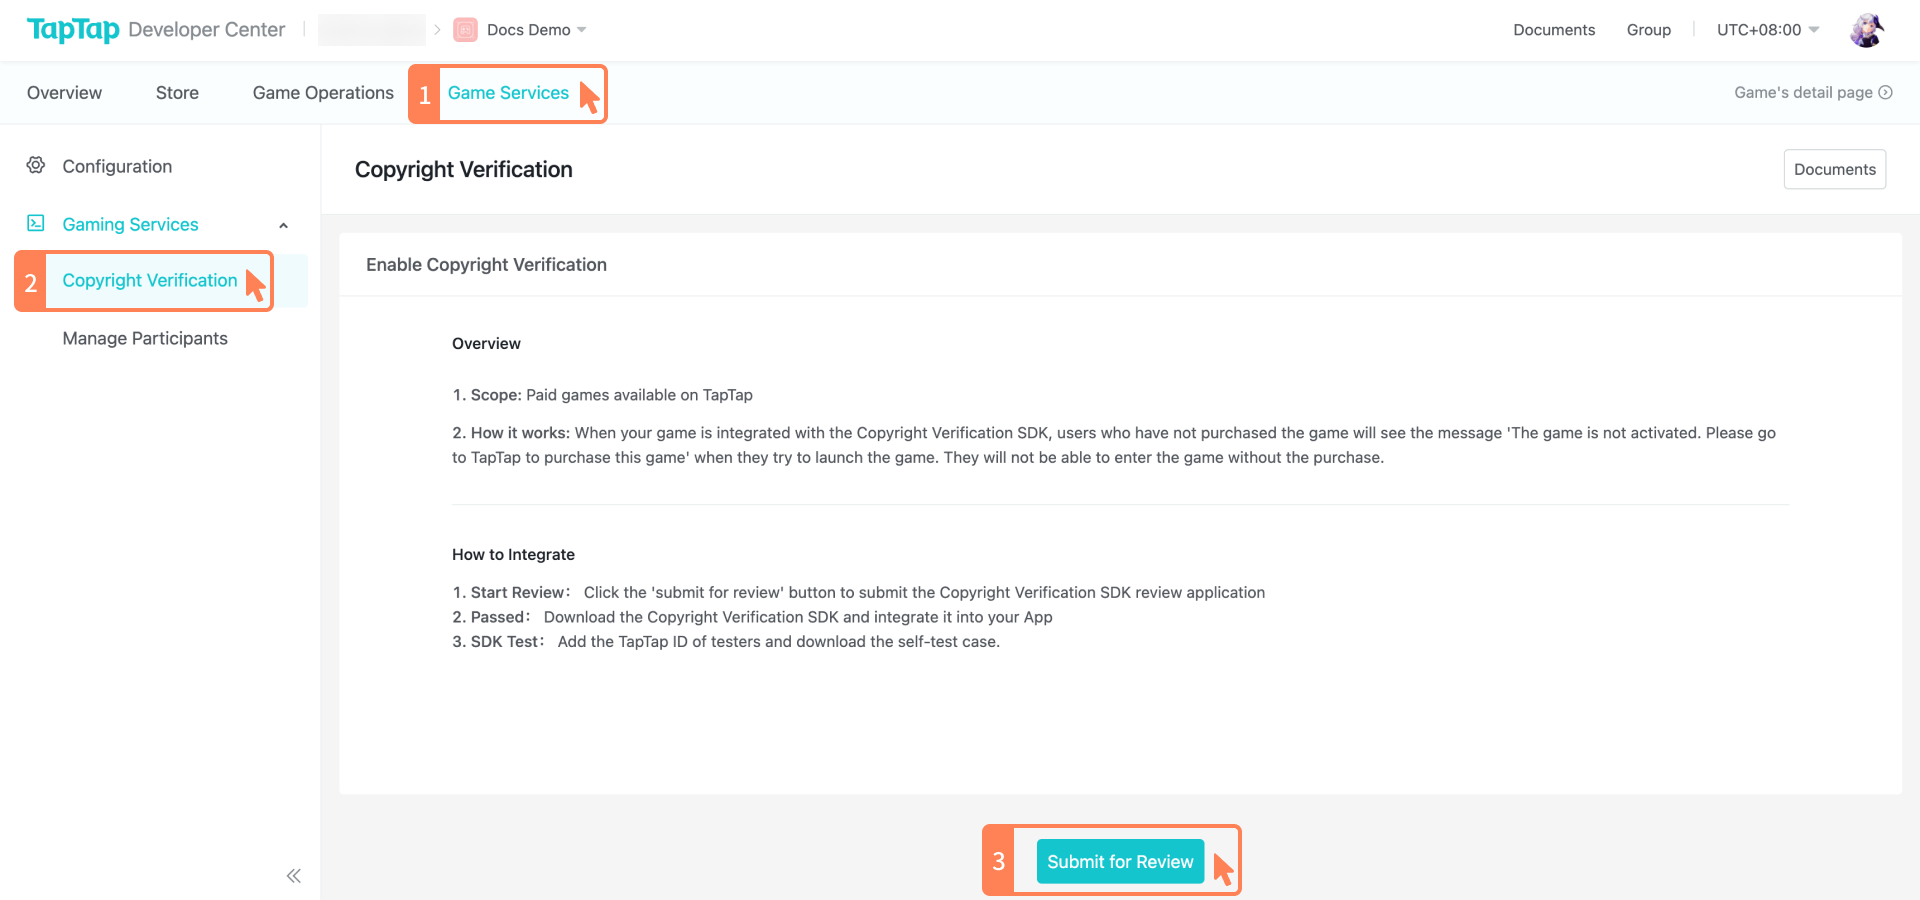 TapTap Developer Center
Docs Demo
Documents
Group
UTC+08:00
Overview
Store
Game Operations
1
Game Services
Game's detail page
Configuration
Gaming Services
2
Copyright Verification
Manage Participants
Copyright Verification
Documents
Enable Copyright Verification
Overview
1. Scope: Paid games available on TapTap
2. How it works: When your game is integrated with the Copyright Verification SDK, users who have not purchased the game will see the message 'The game is not activated. Please go
to TapTap to purchase this game' when they try to launch the game. They will not be able to enter the game without the purchase.
How to Integrate
1. Start Review： Click the 'submit for review' button to submit the Copyright Verification SDK review application
2. Passed： Download the Copyright Verification SDK and integrate it into your App
3. SDK Test： Add the TapTap ID of testers and download the self-test case.
3
Submit for Review